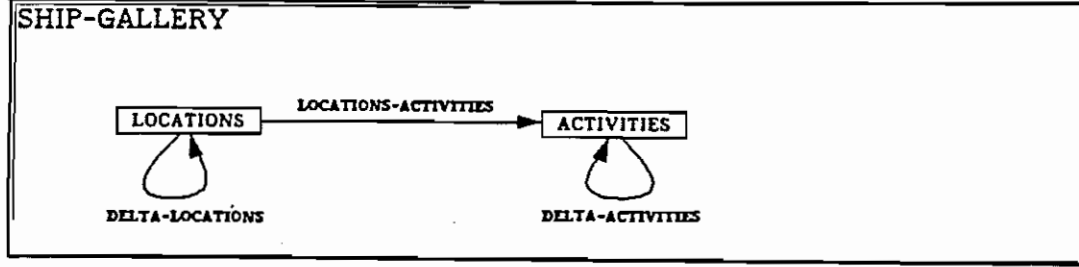 SHIP-GALLERY
LOCATIONS-ACTIVITIES
LOCATIONS
ACTIVITIES
DELTA-LOCATIONS
DELTA-ACTIVITIES